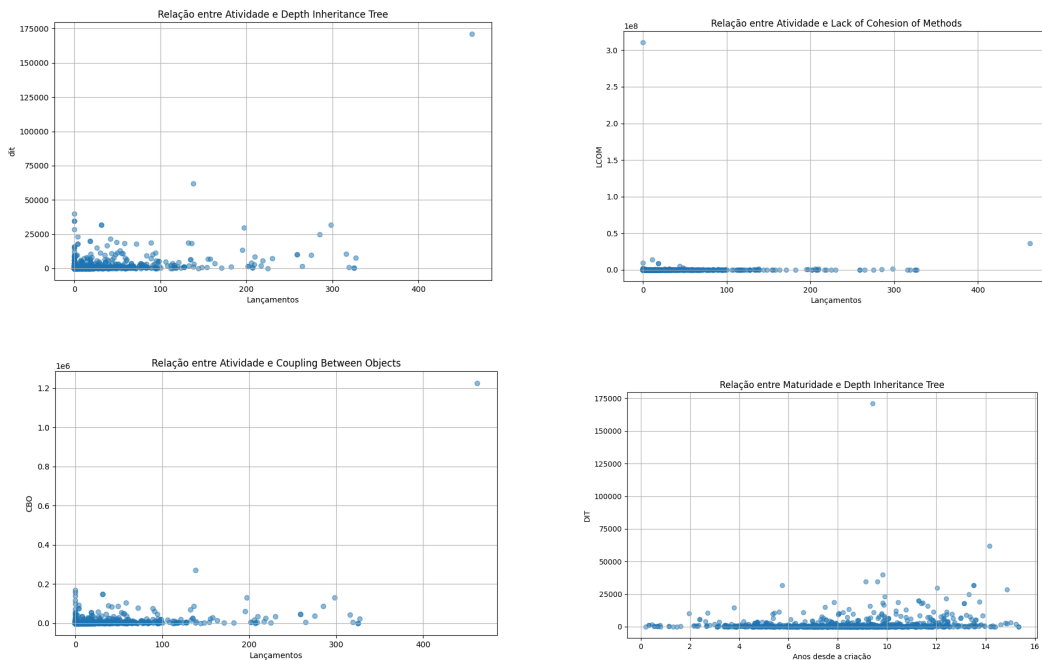 Relação entre Atividade e Depth Inheritance Tree
175000
150000
125000
100000
75000
50000
25000
0
dit
0 100 200 300 400
Lançamentos
Relação entre Atividade e Lack of Cohesion of Methods
1e8
3.0
2.5
2.0
1.5
1.0
0.5
0.0
LCOM
0 100 200 300 400
Lançamentos
Relação entre Atividade e Coupling Between Objects
1e6
1.2
1.0
0.8
0.6
0.4
0.2
0.0
CBO
0 100 200 300 400
Lançamentos
Relação entre Maturidade e Depth Inheritance Tree
175000
150000
125000
100000
75000
50000
25000
0
DIT
0 2 4 6 8 10 12 14 16
Anos desde a criação